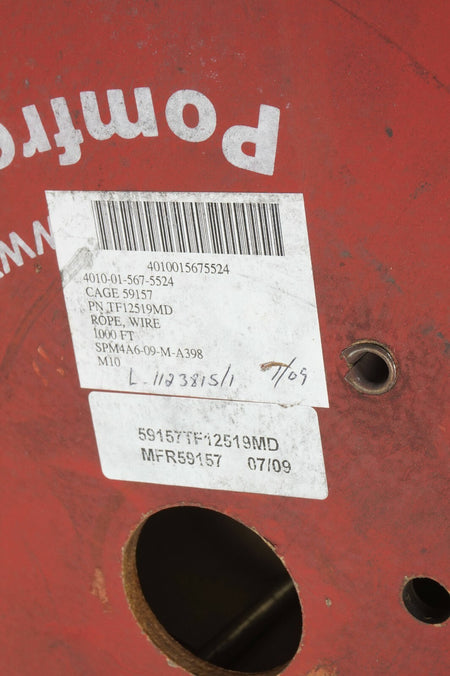 Pomfr
w
4010015675524
4010-01-567-5524
CAGE 59157
PN TF12519MD
ROPE, WIRE
1000 FT
SPM4A6-09-M-A398
M10
L-1123815/1 7/09
59157TF12519MD
MFR59157 07/09